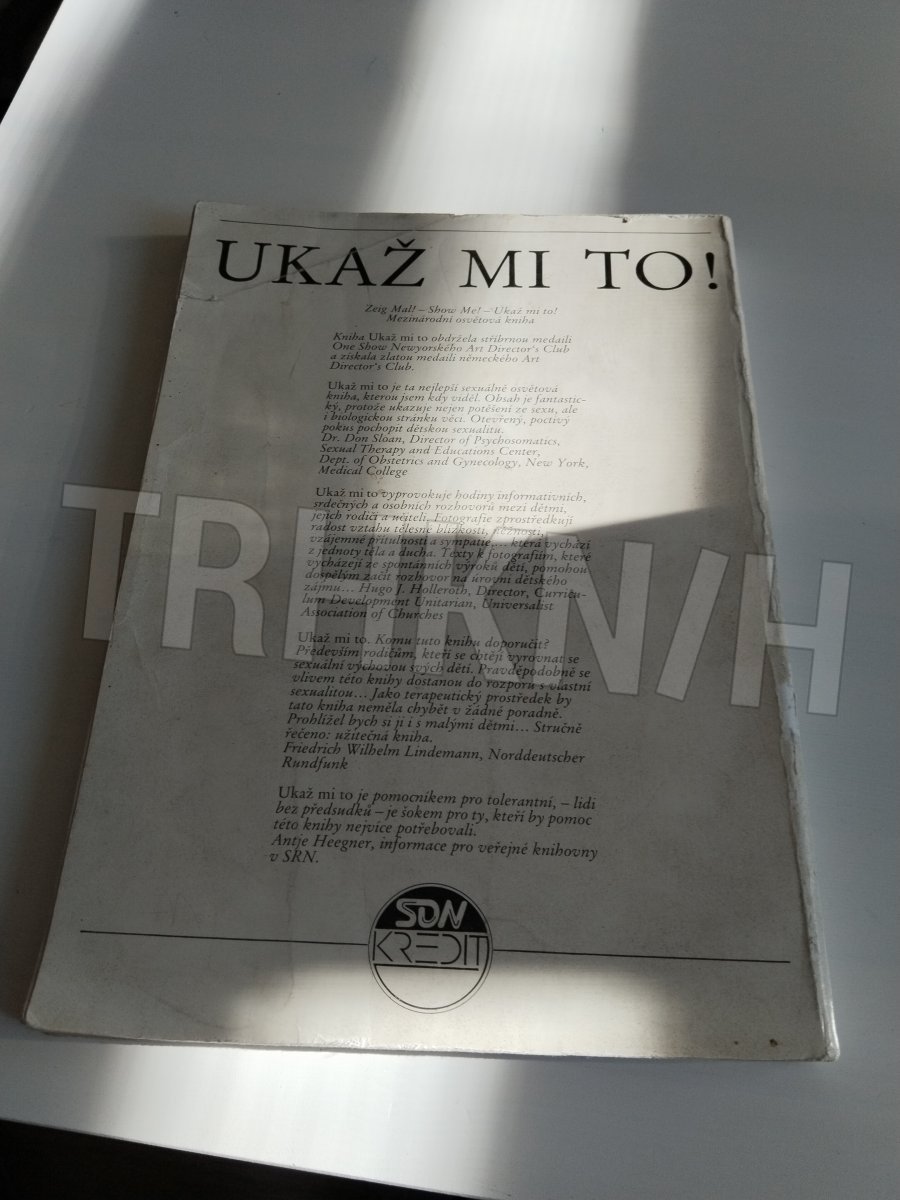 UKAŽ MI TO!
Zeig Mal! – Show Me! – Ukaž mi to!
Mezinárodní osvětová kniha
Kniha Ukaž mi to obdržela stříbrnou medaili
One Show Newyorského Art Director's Club
a získala zlatou medaili německého Art
Director's Club.
Ukaž mi to je ta nejlepší sexuálně osvětová
kniha, kterou jsem kdy viděl. Obsah je fantastic-
ký, protože ukazuje nejen potěšení ze sexu, ale
i biologickou stránku věci. Otevřený, poctivý
pokus pochopit dětskou sexualitu.
Dr. Don Sloan, Director of Psychosomatics,
Sexual Therapy and Educations Center,
Dept. of Obstetrics and Gynecology, New York,
Medical College
Ukaž mi to vyprovokuje hodiny informativních,
srdečných a osobních rozhovorů mezi dětmi,
jejich rodiči a učiteli. Fotografie zprostředkují
radost vztahu tělesné blízkosti, něžnosti,
vzájemné přítulnosti a sympatie,... která vychází
z jednoty těla a ducha. Texty k fotografiím, které
vycházejí ze spontánních výroků dětí, pomohou
dospělým začít rozhovor na úrovni dětského
zájmu... Hugo J. Holleroth, Director, Curricu-
lum Development Unitarian, Universalist
Association of Churches
Ukaž mi to. Komu tuto knihu doporučit?
Především rodičům, kteří se chtějí vyrovnat se
sexuální výchovou svých dětí. Pravděpodobně se
vlivem této knihy dostanou do rozporu s vlastní
sexualitou... Jako terapeutický prostředek by
tato kniha neměla chybět v žádné poradně.
Prohlížel bych si ji i s malými dětmi... Stručně
řečeno: užitečná kniha.
Friedrich Wilhelm Lindemann, Norddeutscher
Rundfunk
Ukaž mi to je pomocníkem pro tolerantní, – lidi
bez předsudků – je šokem pro ty, kteří by pomoc
této knihy nejvíce potřebovali.
Antje Heegner, informace pro veřejné knihovny
v SRN.
SDN
KREDIT